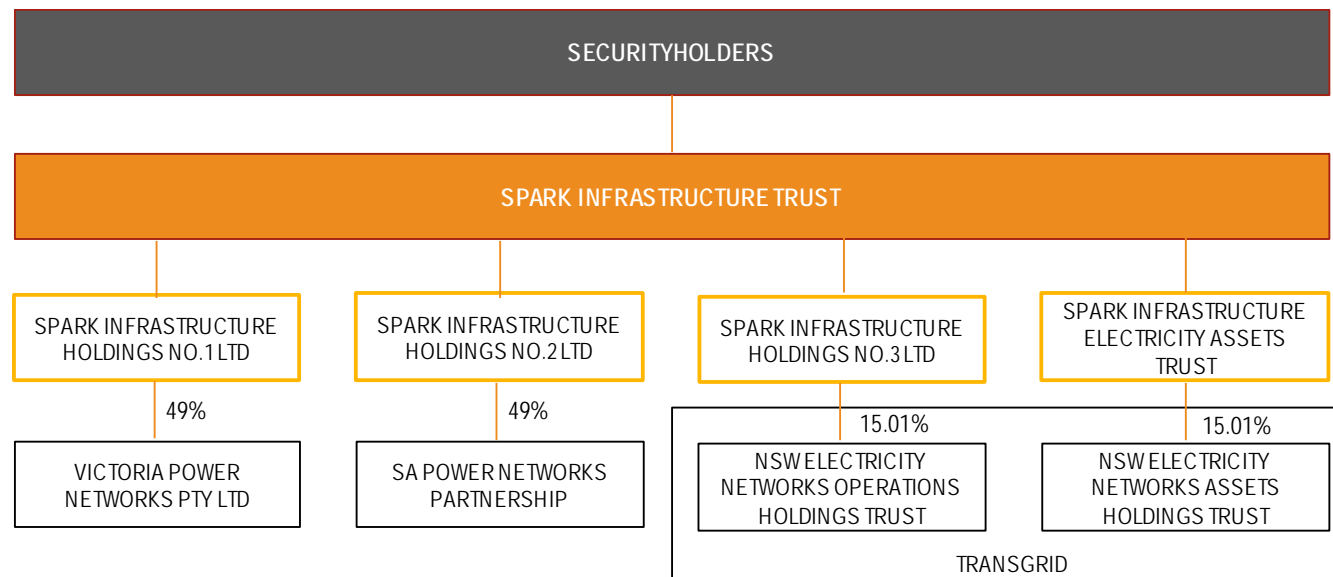 SECURITYHOLDERS
SPARK INFRASTRUCTURE TRUST
SPARK INFRASTRUCTURE
HOLDINGS NO.1 LTD
SPARK INFRASTRUCTURE
HOLDINGS NO.2 LTD
SPARK INFRASTRUCTURE
HOLDINGS NO.3 LTD
SPARK INFRASTRUCTURE
ELECTRICITY ASSETS
TRUST
49%
49%
15.01%
15.01%
VICTORIA POWER
NETWORKS PTY LTD
SA POWER NETWORKS
PARTNERSHIP
NSW ELECTRICITY
NETWORKS OPERATIONS
HOLDINGS TRUST
NSW ELECTRICITY
NETWORKS ASSETS
HOLDINGS TRUST
TRANSGRID